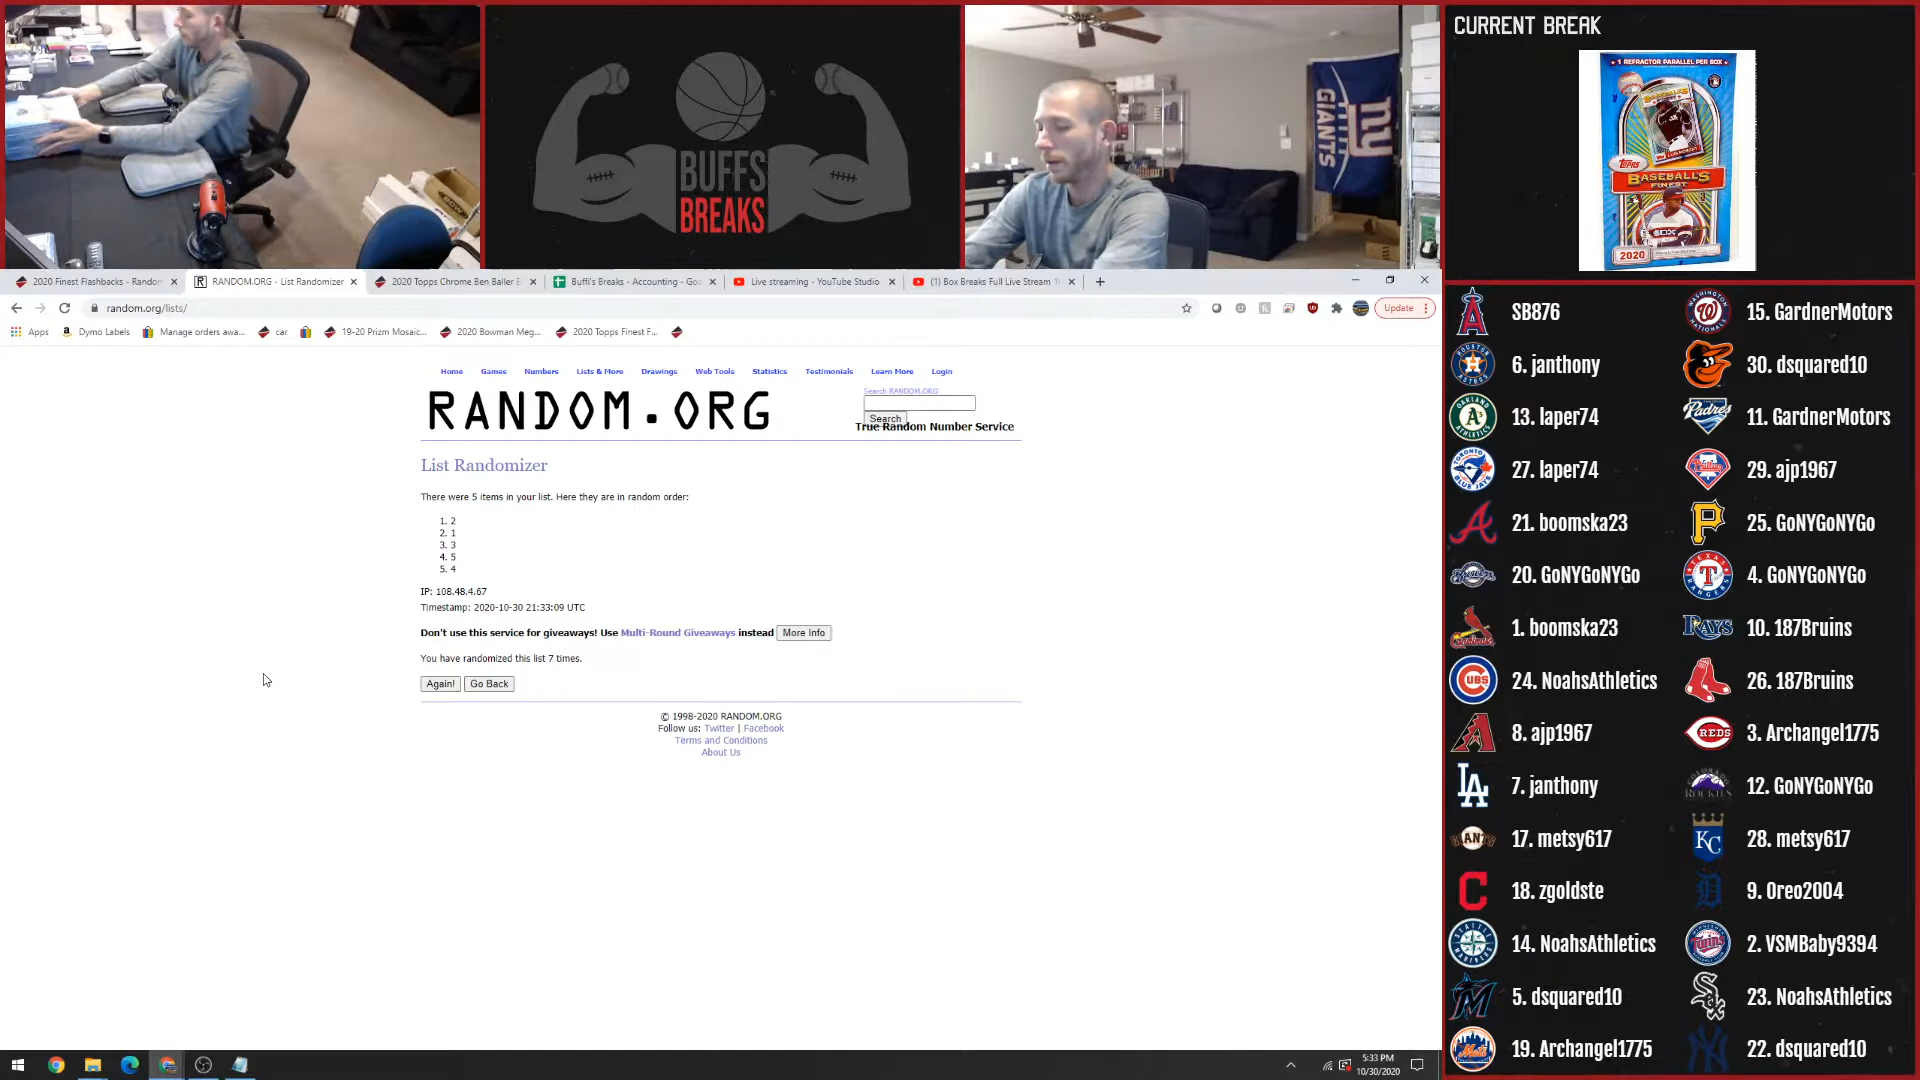 BUFFS
BREAKS
GIANTS
ny
CURRENT BREAK
★ 1 REFRACTOR PARALLEL PER BOX ★
Topps
BASEBALL'S
FINEST
SOX
2020
2020 Finest Flashbacks - Random
RANDOM.ORG - List Randomizer
2020 Topps Chrome Ben Baller E
Buffi's Breaks - Accounting - Goo
Live streaming - YouTube Studio
(1) Box Breaks Full Live Stream 10
random.org/lists/
Update
Apps
Dymo Labels
Manage orders awa...
car
19-20 Prizm Mosaic...
2020 Bowman Meg...
2020 Topps Finest F...
Home Games Numbers Lists & More Drawings Web Tools Statistics Testimonials Learn More Login
RANDOM.ORG
Search RANDOM.ORG
Search
True Random Number Service
List Randomizer
There were 5 items in your list. Here they are in random order:
1. 2
2. 1
3. 3
4. 5
5. 4
IP: 108.48.4.67
Timestamp: 2020-10-30 21:33:09 UTC
Don't use this service for giveaways! Use Multi-Round Giveaways instead More Info
You have randomized this list 7 times.
Again! Go Back
© 1998-2020 RANDOM.ORG
Follow us: Twitter | Facebook
Terms and Conditions
About Us
SB876
15. GardnerMotors
6. janthony
30. dsquared10
13. laper74
11. GardnerMotors
27. laper74
29. ajp1967
21. boomska23
25. GoNYGoNYGo
20. GoNYGoNYGo
4. GoNYGoNYGo
1. boomska23
10. 187Bruins
24. NoahsAthletics
26. 187Bruins
8. ajp1967
3. Archangel1775
7. janthony
12. GoNYGoNYGo
17. metsy617
28. metsy617
18. zgoldste
9. Oreo2004
14. NoahsAthletics
2. VSMBaby9394
5. dsquared10
23. NoahsAthletics
19. Archangel1775
22. dsquared10
5:33 PM
10/30/2020